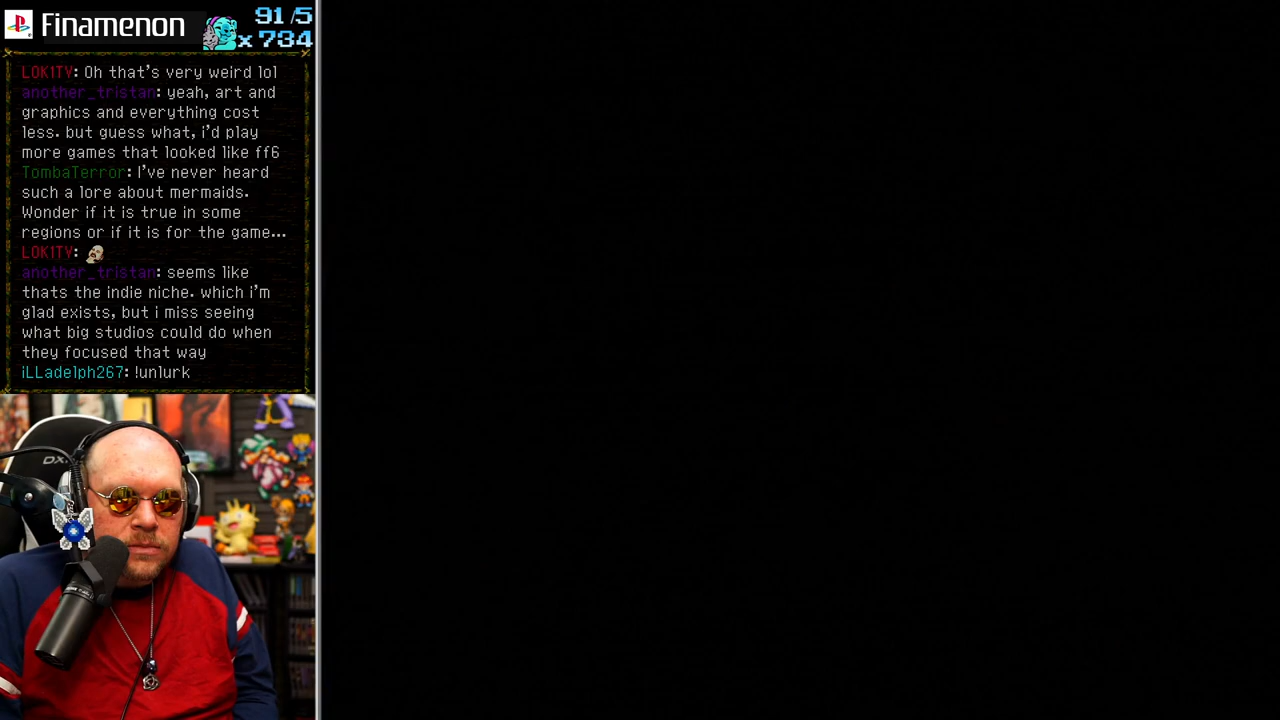 Finamenon
91/5
x 734
LOK1TV: Oh that's very weird lol
another_tristan: yeah, art and
graphics and everything cost
less. but guess what, i'd play
more games that looked like ff6
TombaTerror: I've never heard
such a lore about mermaids.
Wonder if it is true in some
regions or if it is for the game...
LOK1TV:
another_tristan: seems like
thats the indie niche. which i'm
glad exists, but i miss seeing
what big studios could do when
they focused that way
iLLadelph267: !unlurk
DX